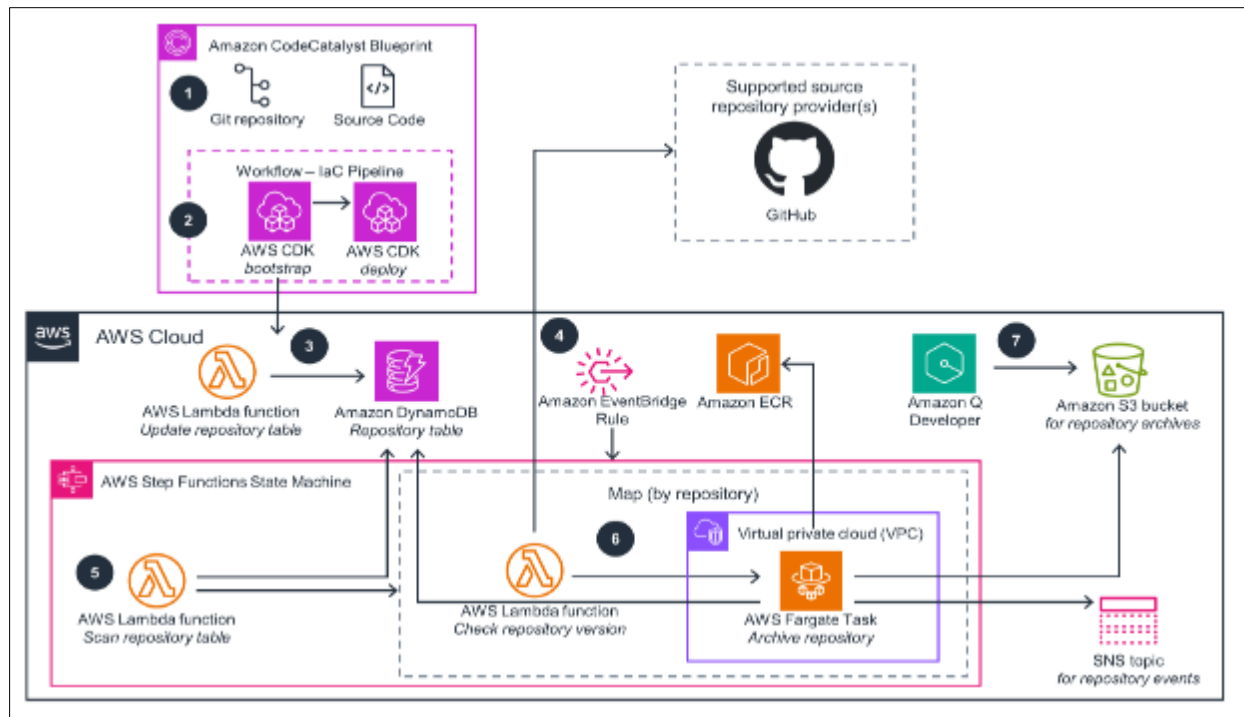 Amazon CodeCatalyst Blueprint
1
Git repository
Source Code
</>
Workflow – IaC Pipeline
2
AWS CDK
bootstrap
AWS CDK
deploy
Supported source
repository provider(s)
GitHub
aws
AWS Cloud
3
AWS Lambda function
Update repository table
Amazon DynamoDB
Repository table
4
Amazon EventBridge
Rule
Amazon ECR
Amazon Q
Developer
7
Amazon S3 bucket
for repository archives
AWS Step Functions State Machine
Map (by repository)
5
AWS Lambda function
Scan repository table
6
AWS Lambda function
Check repository version
Virtual private cloud (VPC)
AWS Fargate Task
Archive repository
SNS topic
for repository events